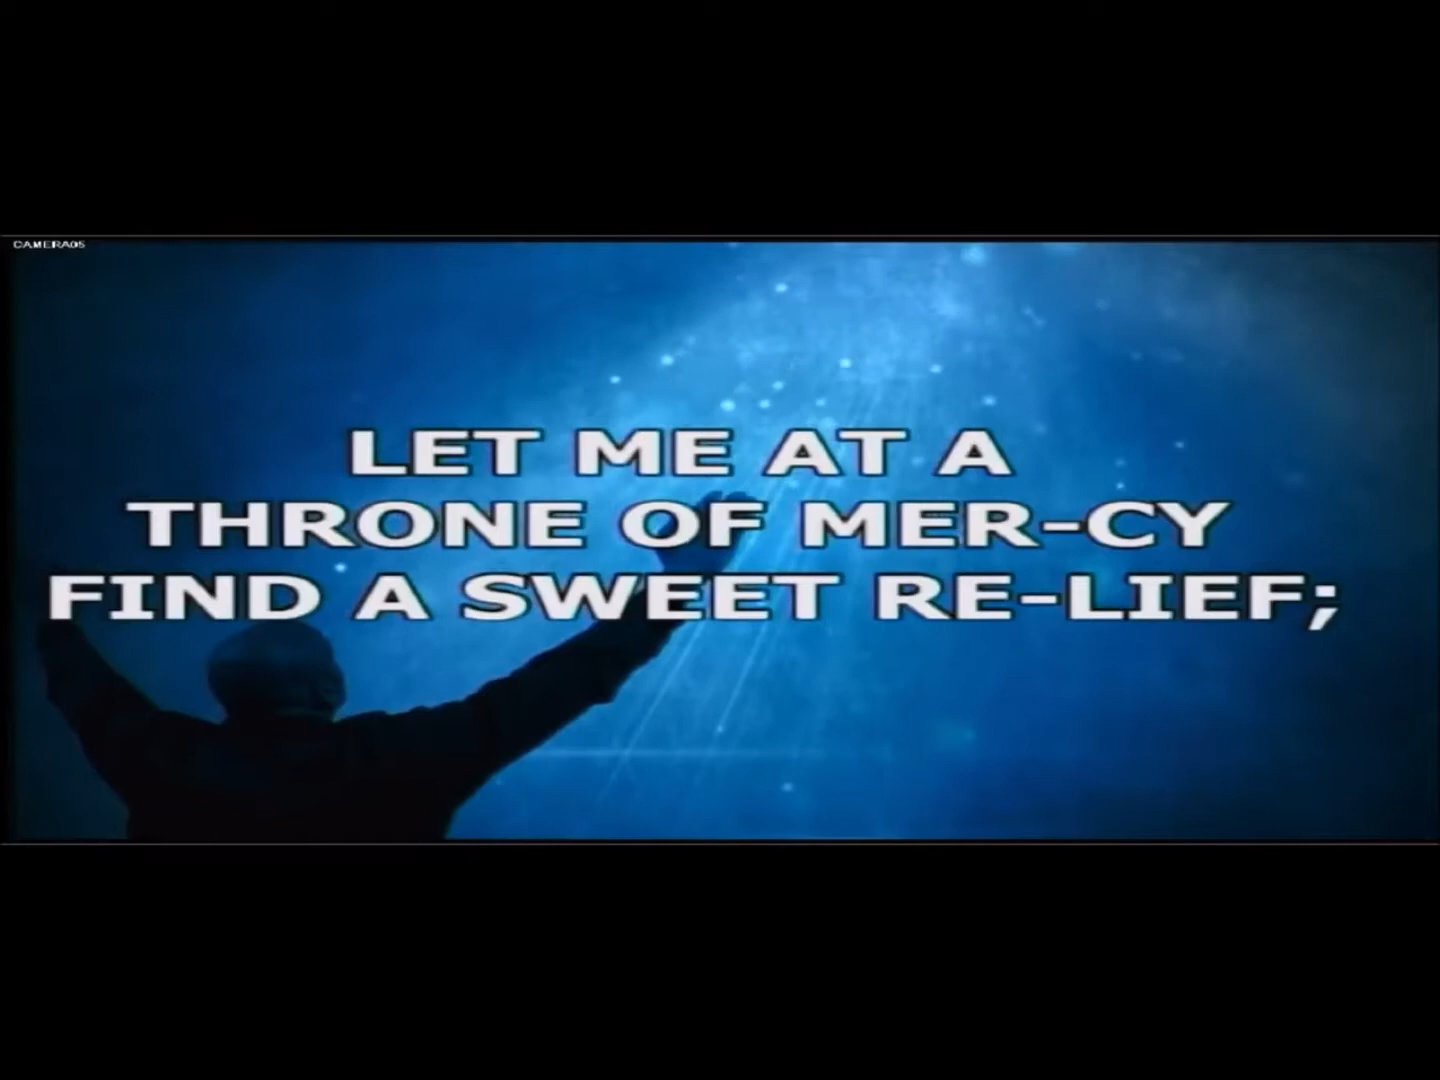 CAMERA05
LET ME AT A
THRONE OF MER-CY
FIND A SWEET RE-LIEF;